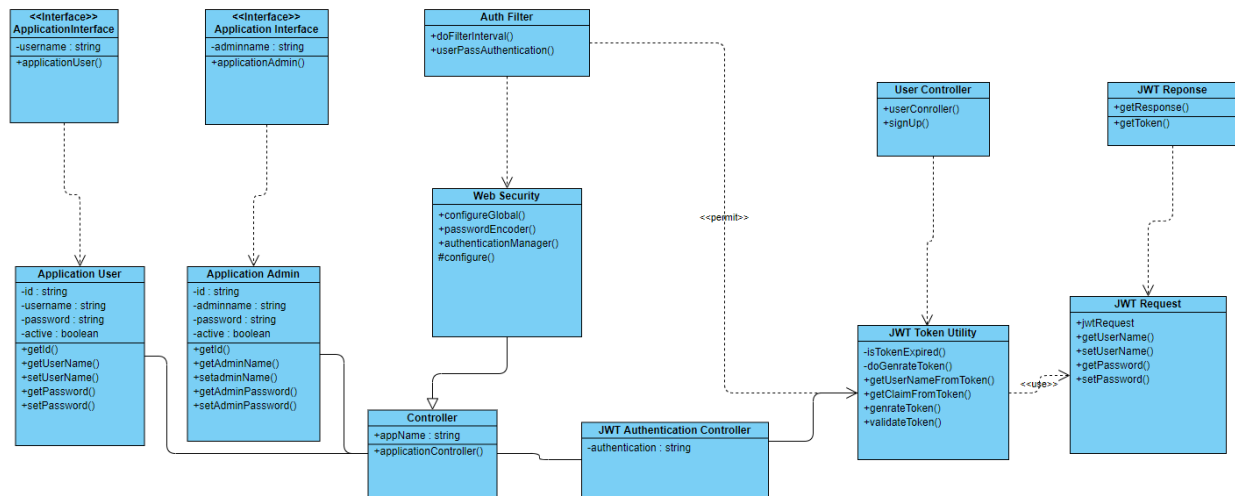 <<Interface>>
ApplicationInterface
-username : string
+applicationUser()
<<Interface>>
Application Interface
-adminname : string
+applicationAdmin()
Auth Filter
+doFilterInterval()
+userPassAuthentication()
User Controller
+userConroller()
+signUp()
JWT Reponse
+getResponse()
+getToken()
Web Security
+configureGlobal()
+passwordEncoder()
+authenticationManager()
#configure()
<<permit>>
Application User
-id : string
-username : string
-password : string
-active : boolean
+getId()
+getUserName()
+setUserName()
+getPassword()
+setPassword()
Application Admin
-id : string
-adminname : string
-password : string
-active : boolean
+getId()
+getAdminName()
+setadminName()
+getAdminPassword()
+setAdminPassword()
Controller
+appName : string
+applicationController()
JWT Authentication Controller
-authentication : string
JWT Token Utility
-isTokenExpired()
-doGenrateToken()
+getUserNameFromToken()
+getClaimFromToken()
+genrateToken()
+validateToken()
<<use>>
JWT Request
+jwtRequest
+getUserName()
+setUserName()
+getPassword()
+setPassword()